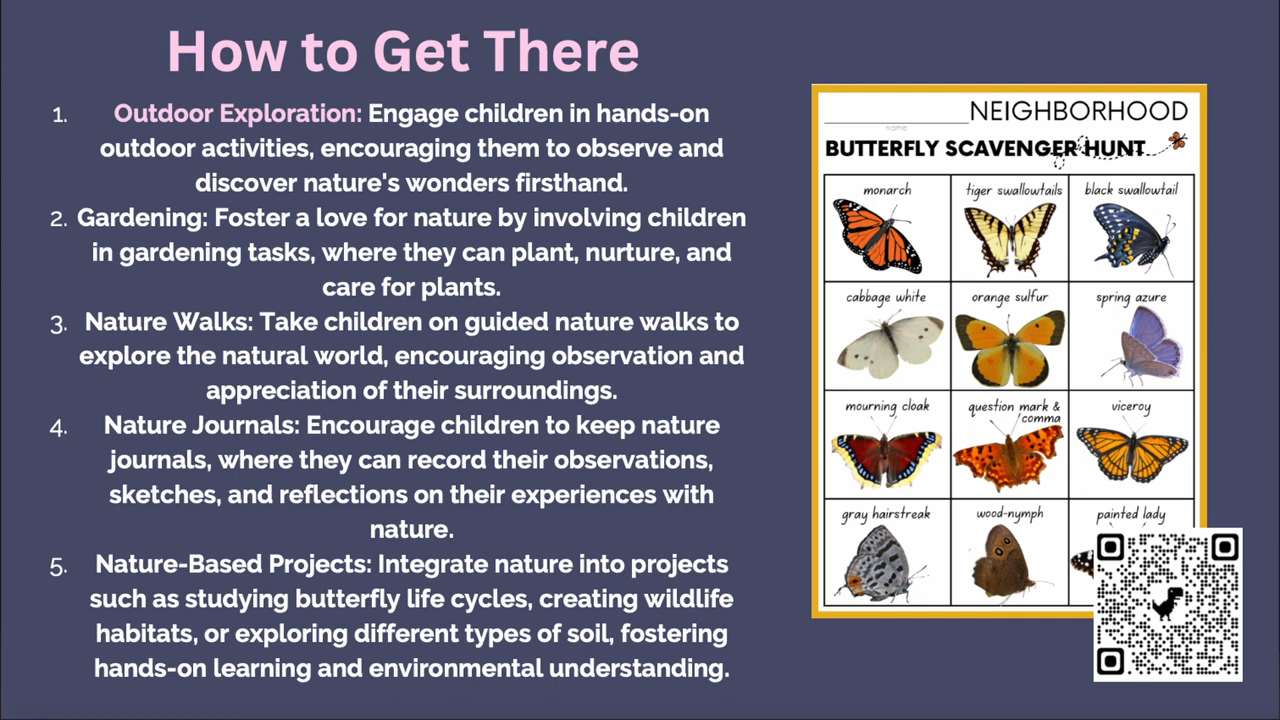 How to Get There
1. Outdoor Exploration: Engage children in hands-on
outdoor activities, encouraging them to observe and
discover nature's wonders firsthand.
2. Gardening: Foster a love for nature by involving children
in gardening tasks, where they can plant, nurture, and
care for plants.
3. Nature Walks: Take children on guided nature walks to
explore the natural world, encouraging observation and
appreciation of their surroundings.
4. Nature Journals: Encourage children to keep nature
journals, where they can record their observations,
sketches, and reflections on their experiences with
nature.
5. Nature-Based Projects: Integrate nature into projects
such as studying butterfly life cycles, creating wildlife
habitats, or exploring different types of soil, fostering
hands-on learning and environmental understanding.
NEIGHBORHOOD
name
BUTTERFLY SCAVENGER HUNT
monarch
tiger swallowtails
black swallowtail
cabbage white
orange sulfur
spring azure
mourning cloak
question mark &
comma
viceroy
gray hairstreak
wood-nymph
painted lady